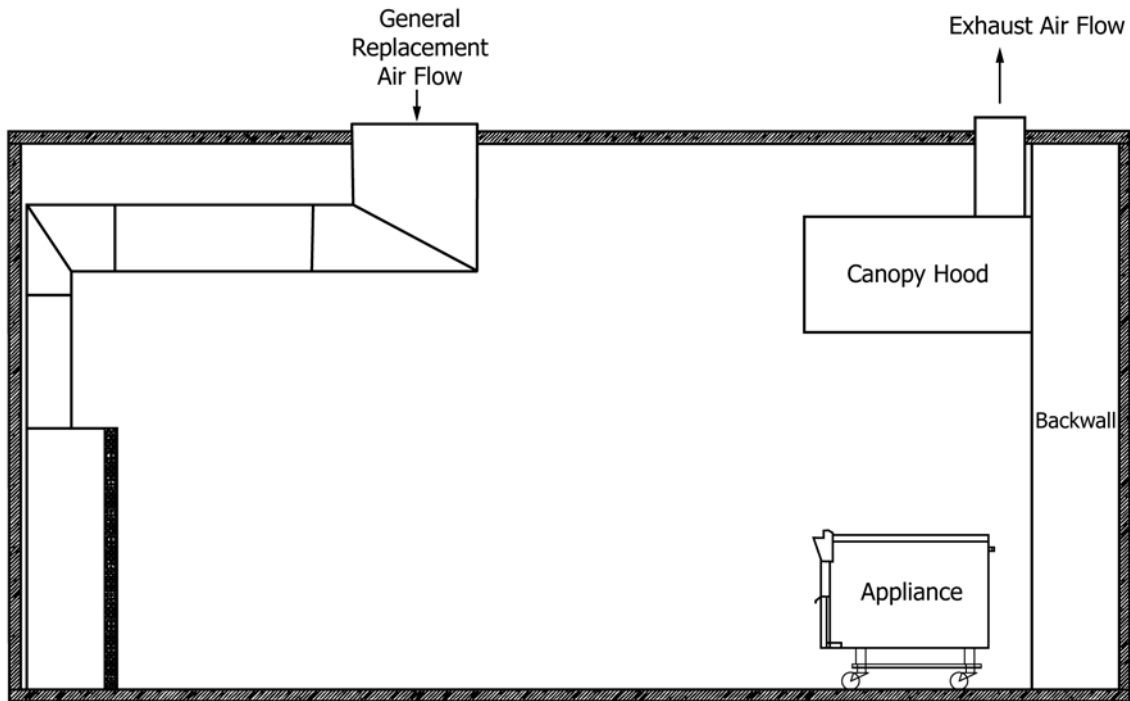 General
Replacement
Air Flow
Exhaust Air Flow
Canopy Hood
Backwall
Appliance